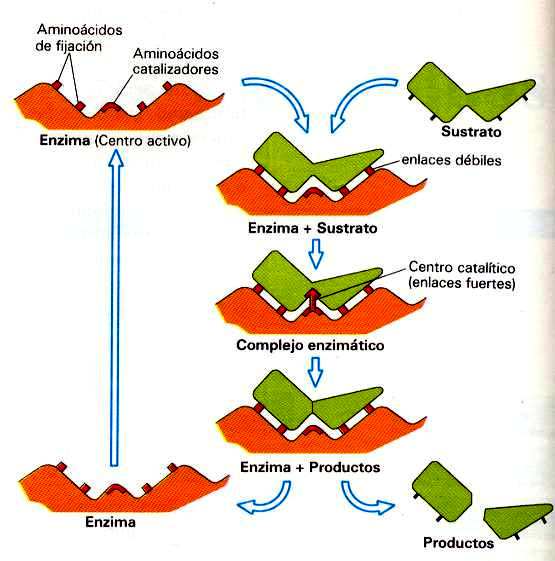 Aminoácidos
de fijación
Aminoácidos
catalizadores
Enzima (Centro activo)
Sustrato
enlaces débiles
Enzima + Sustrato
Centro catalítico
(enlaces fuertes)
Complejo enzimático
Enzima + Productos
Enzima
Productos